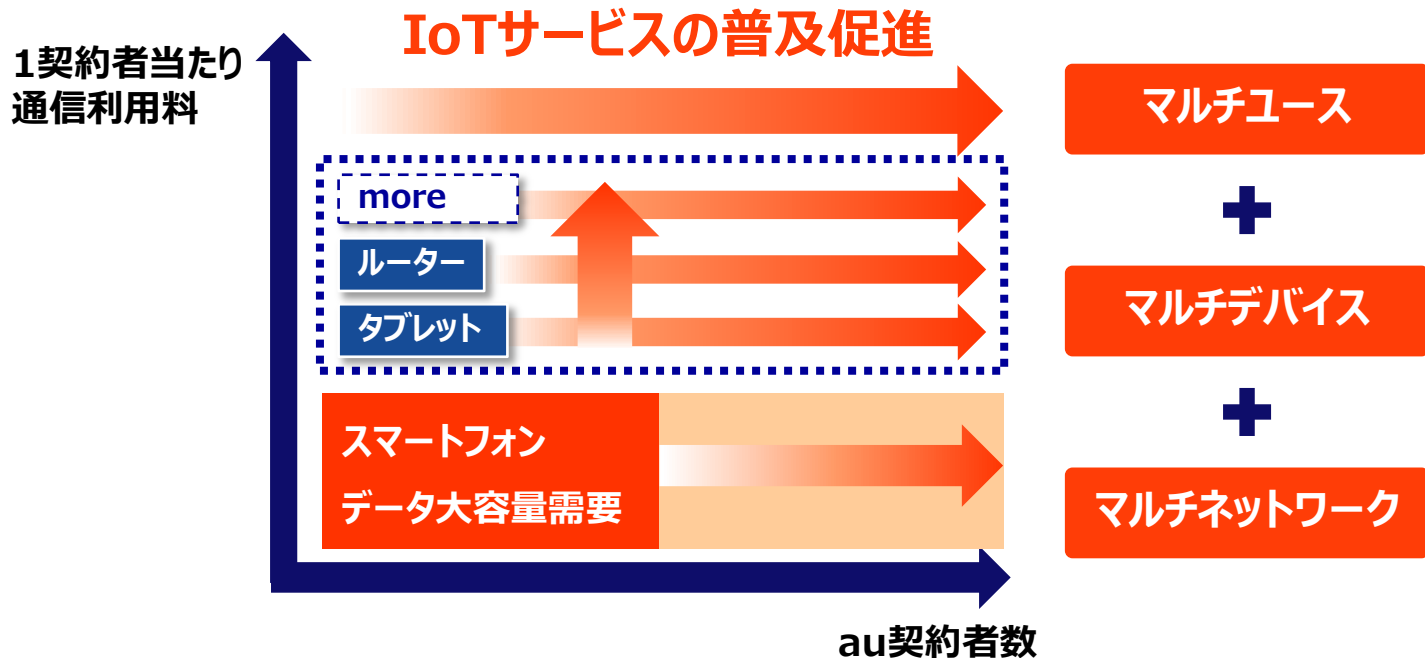 IoTサービスの普及促進
1契約者当たり
通信利用料
more
ルーター
タブレット
スマートフォン
データ大容量需要
au契約者数
マルチユース
マルチデバイス
マルチネットワーク